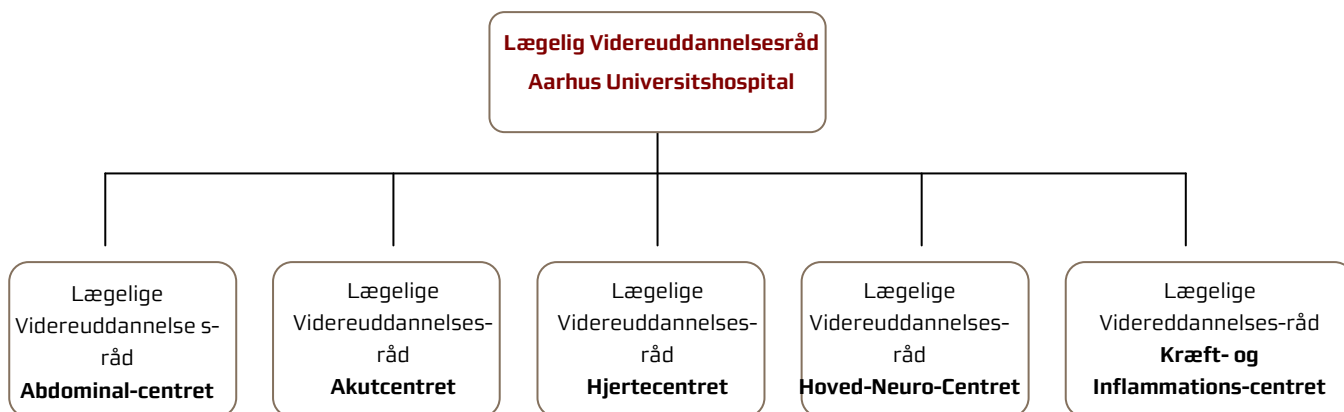 Lægelig Videreuddannelsesråd
Aarhus Universitshospital
Lægelige
Videreuddannelse s-
råd
Abdominal-centret
Lægelige
Videreuddannelses-
råd
Akutcentret
Lægelige
Videreuddannelses-
råd
Hjertecentret
Lægelige
Videreuddannelses-
råd
Hoved-Neuro-Centret
Lægelige
Videreddannelses-råd
Kræft- og
Inflammations-centret